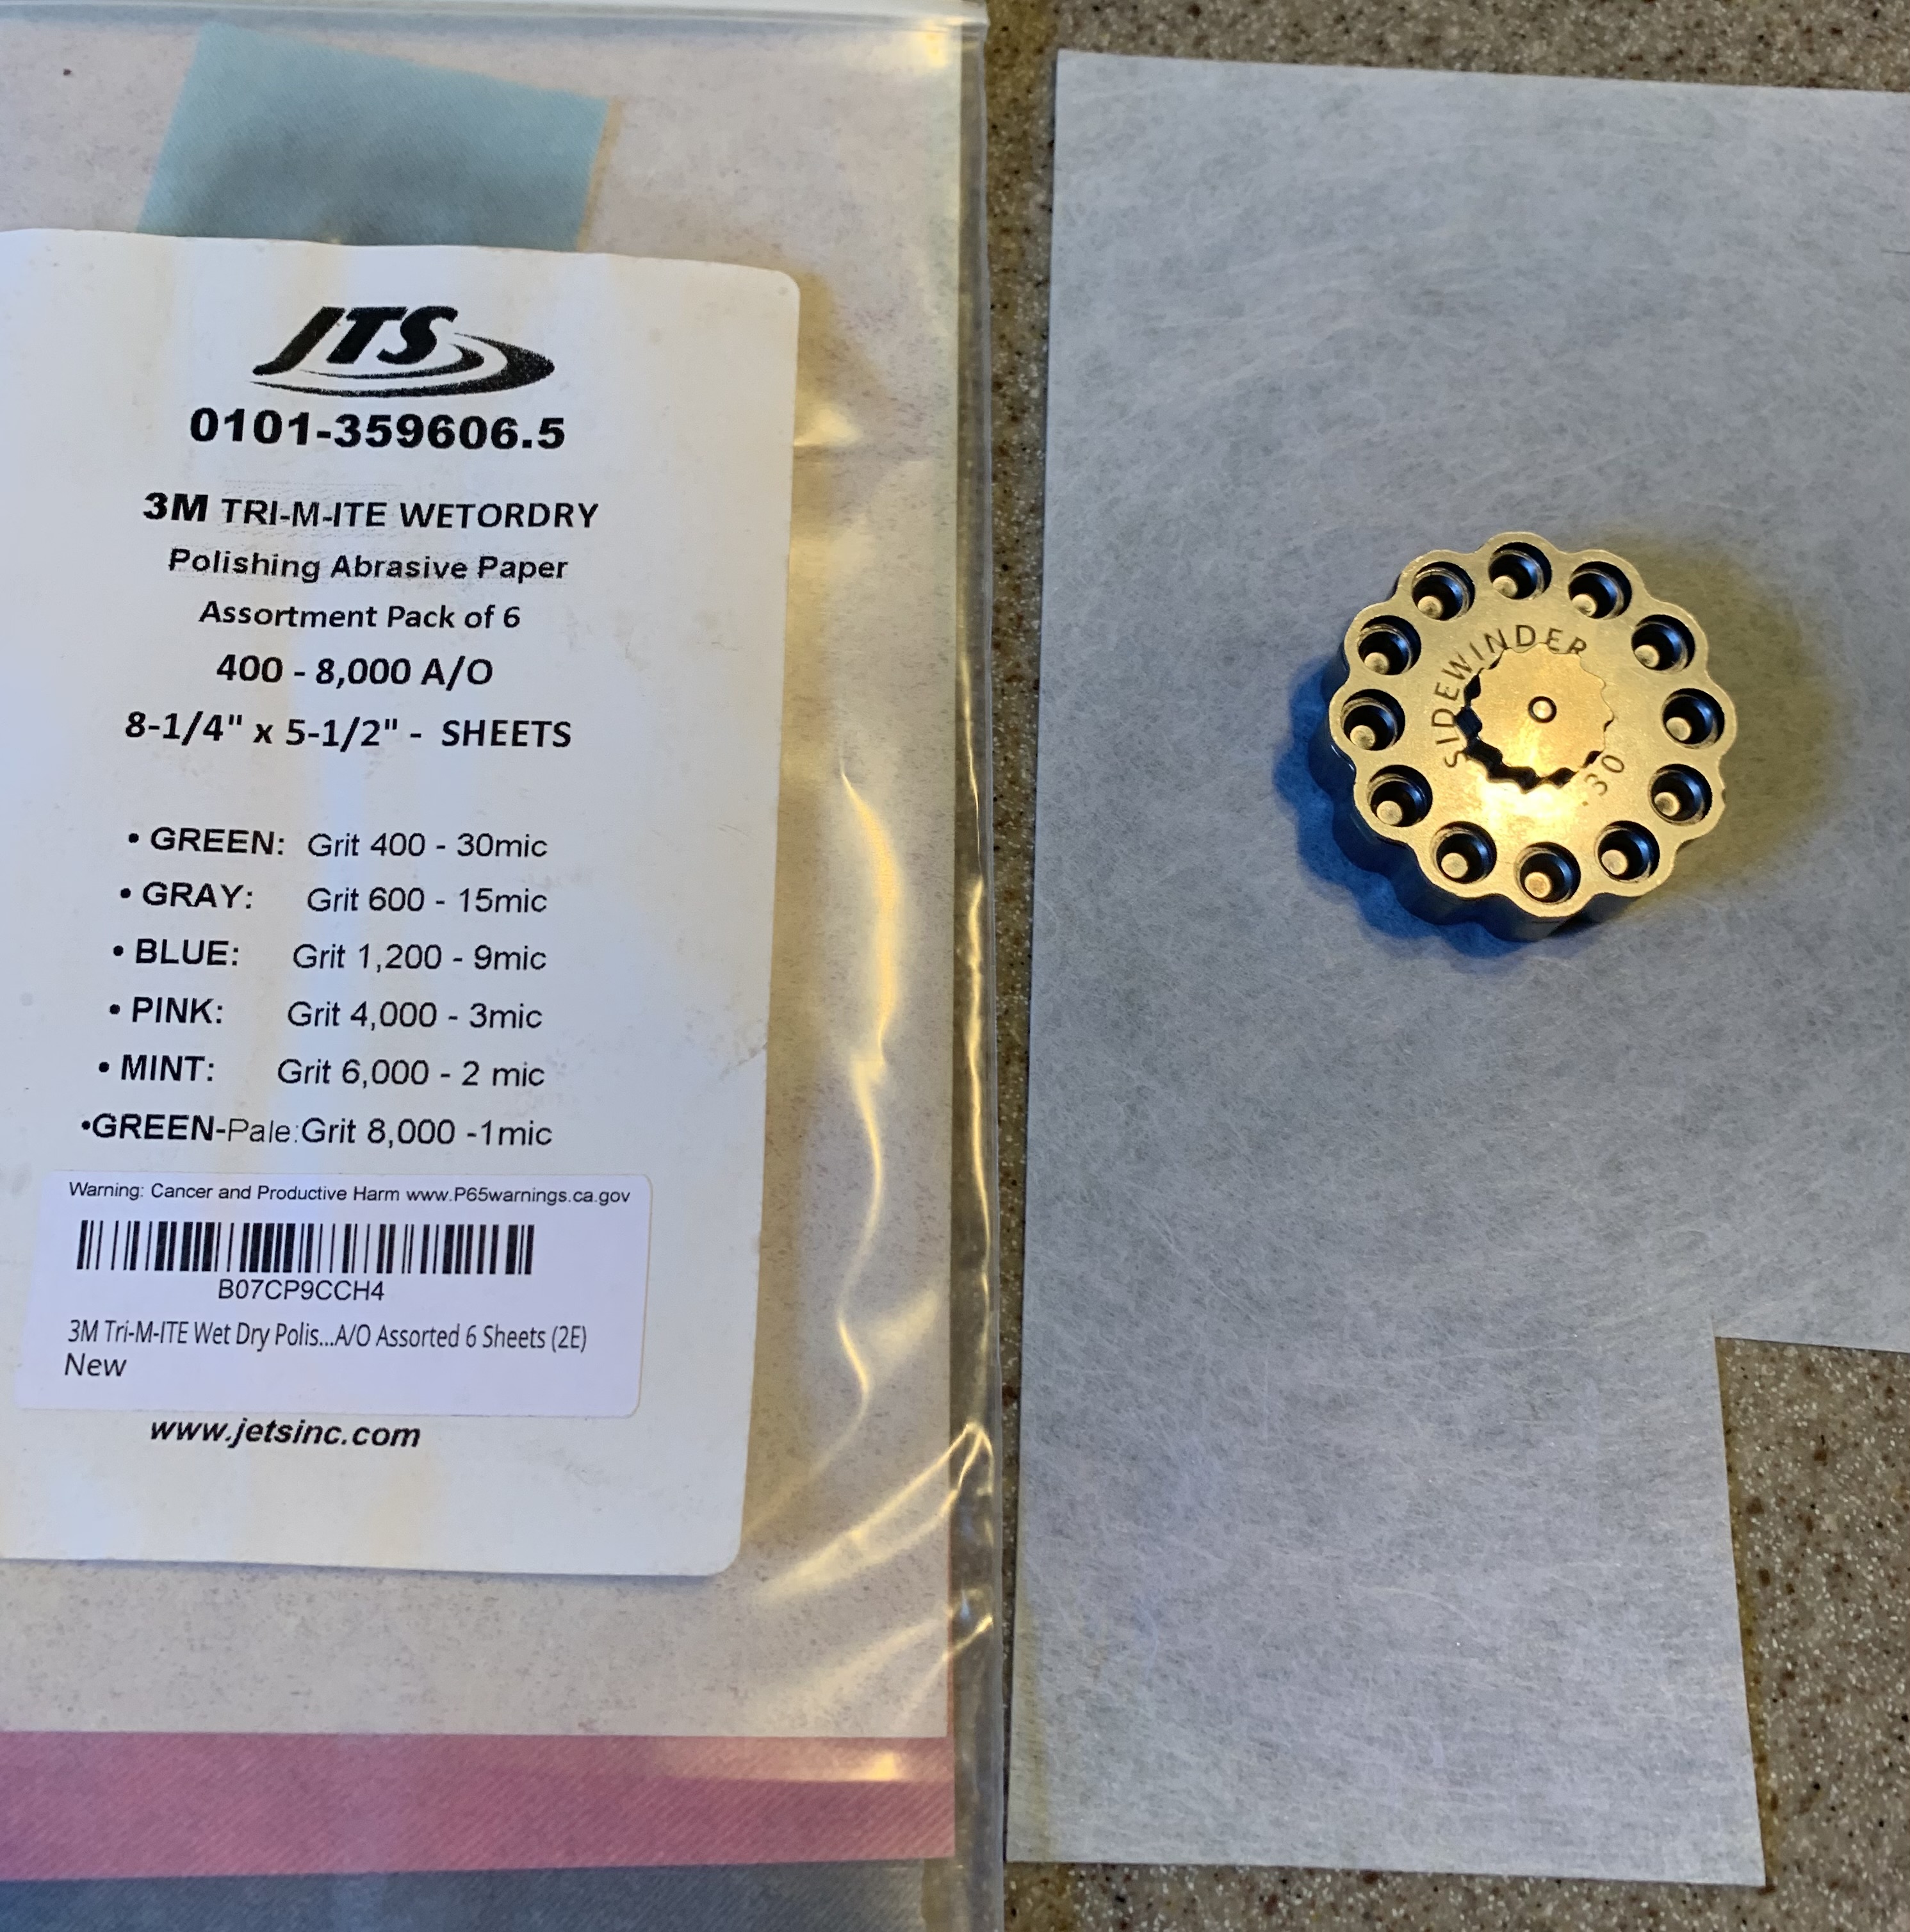 JTS
0101-359606.5
3M TRI-M-ITE WETORDRY
Polishing Abrasive Paper
Assortment Pack of 6
400 - 8,000 A/O
8-1/4" x 5-1/2" - SHEETS
• GREEN: Grit 400 - 30mic
• GRAY: Grit 600 - 15mic
• BLUE: Grit 1,200 - 9mic
• PINK: Grit 4,000 - 3mic
• MINT: Grit 6,000 - 2 mic
•GREEN-Pale:Grit 8,000 -1mic
Warning: Cancer and Productive Harm www.P65warnings.ca.gov
B07CP9CCH4
3M Tri-M-ITE Wet Dry Polis...A/O Assorted 6 Sheets (2E)
New
www.jetsinc.com
SIDEWINDER
.30